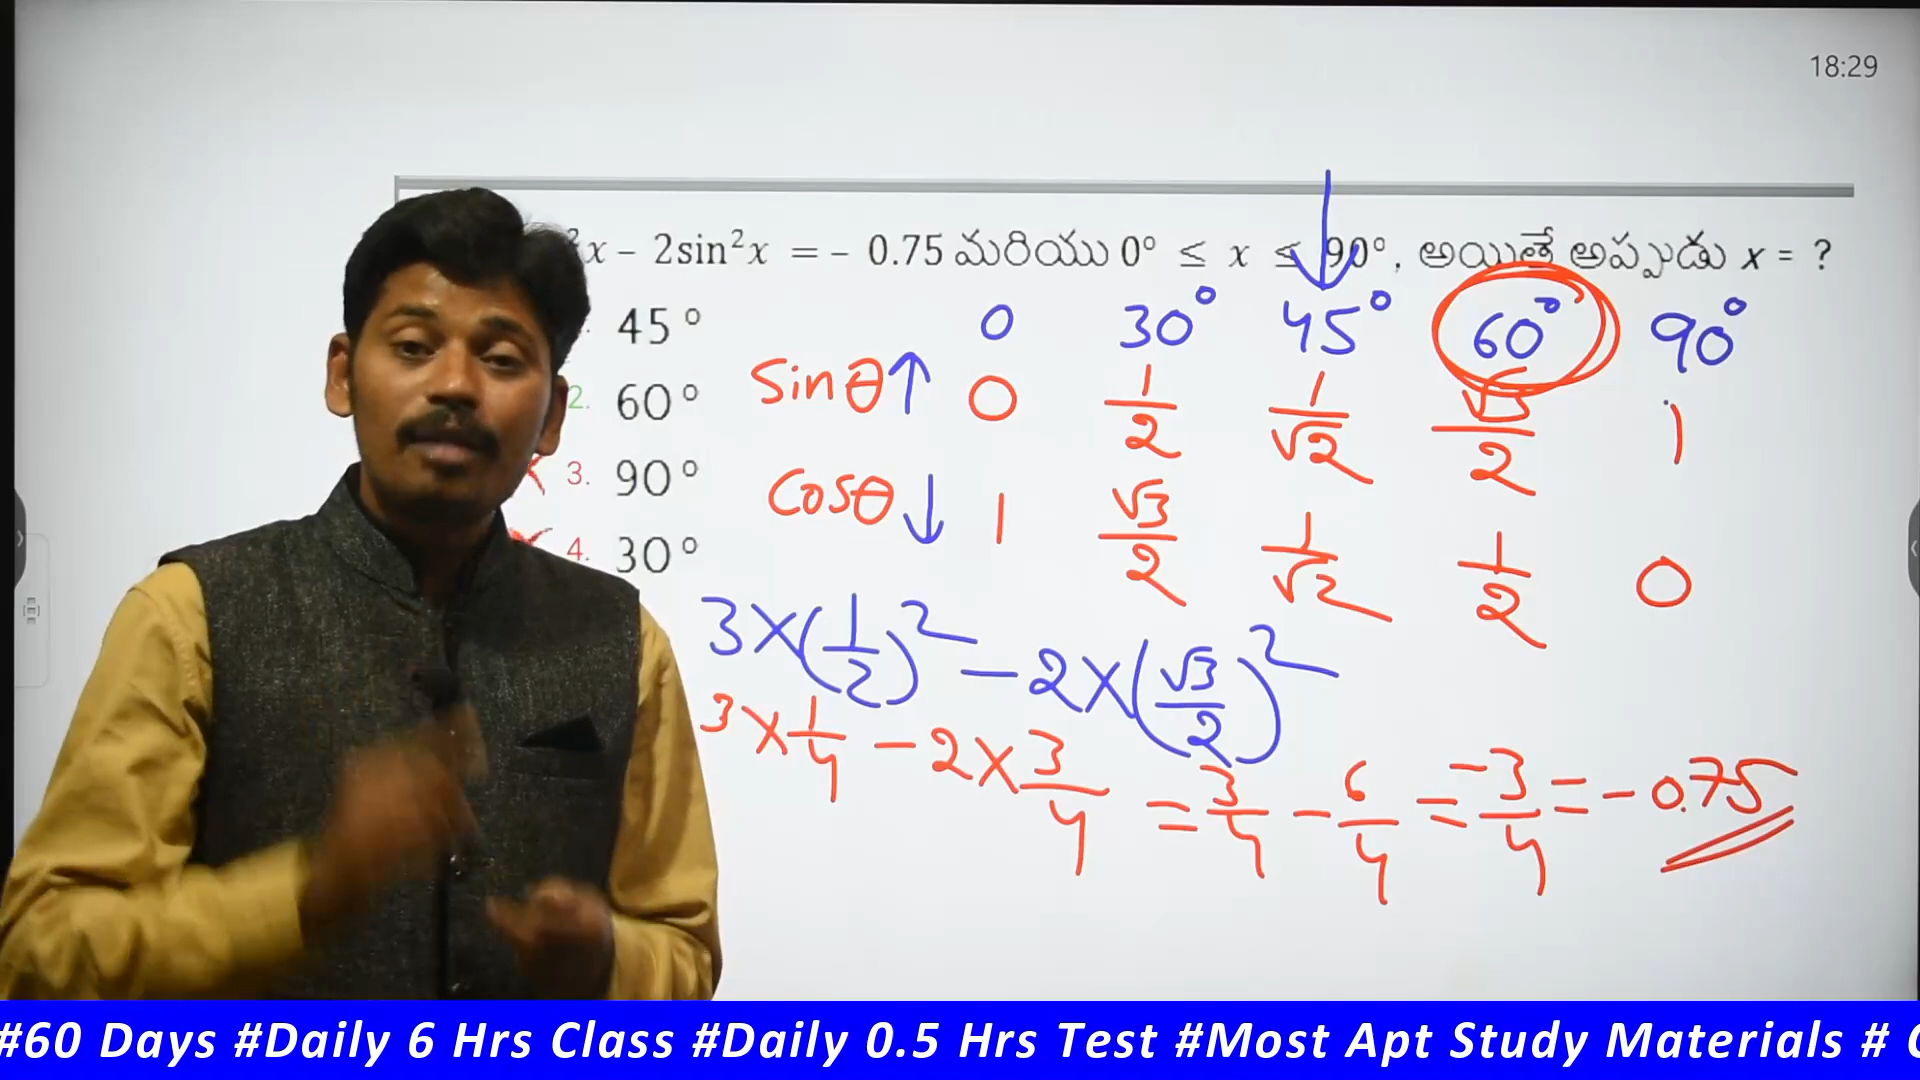 18:29
²x − 2sin²x = − 0.75 మరియు 0° ≤ x ≤ 90°, అయితే అప్పుడు x = ?
45°
2. 60°
3. 90°
4. 30°
0 30° 45° 60° 90°
Sinθ↑ 0 1/2 1/√2 √3/2 1
Cosθ↓ 1 √3/2 1/√2 1/2 0
3×(1/2)² − 2×(√3/2)²
3×1/4 − 2×3/4 = 3/4 − 6/4 = −3/4 = −0.75
#60 Days #Daily 6 Hrs Class #Daily 0.5 Hrs Test #Most Apt Study Materials #